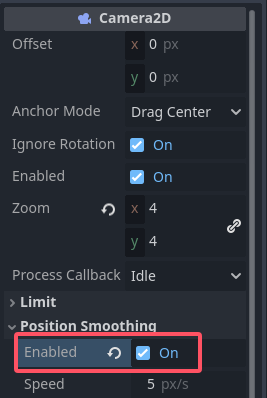 Camera2D
Offset x 0 px
y 0 px
Anchor Mode Drag Center
Ignore Rotation On
Enabled On
Zoom x 4
y 4
Process Callback Idle
Limit
Position Smoothing
Enabled On
Speed 5 px/s